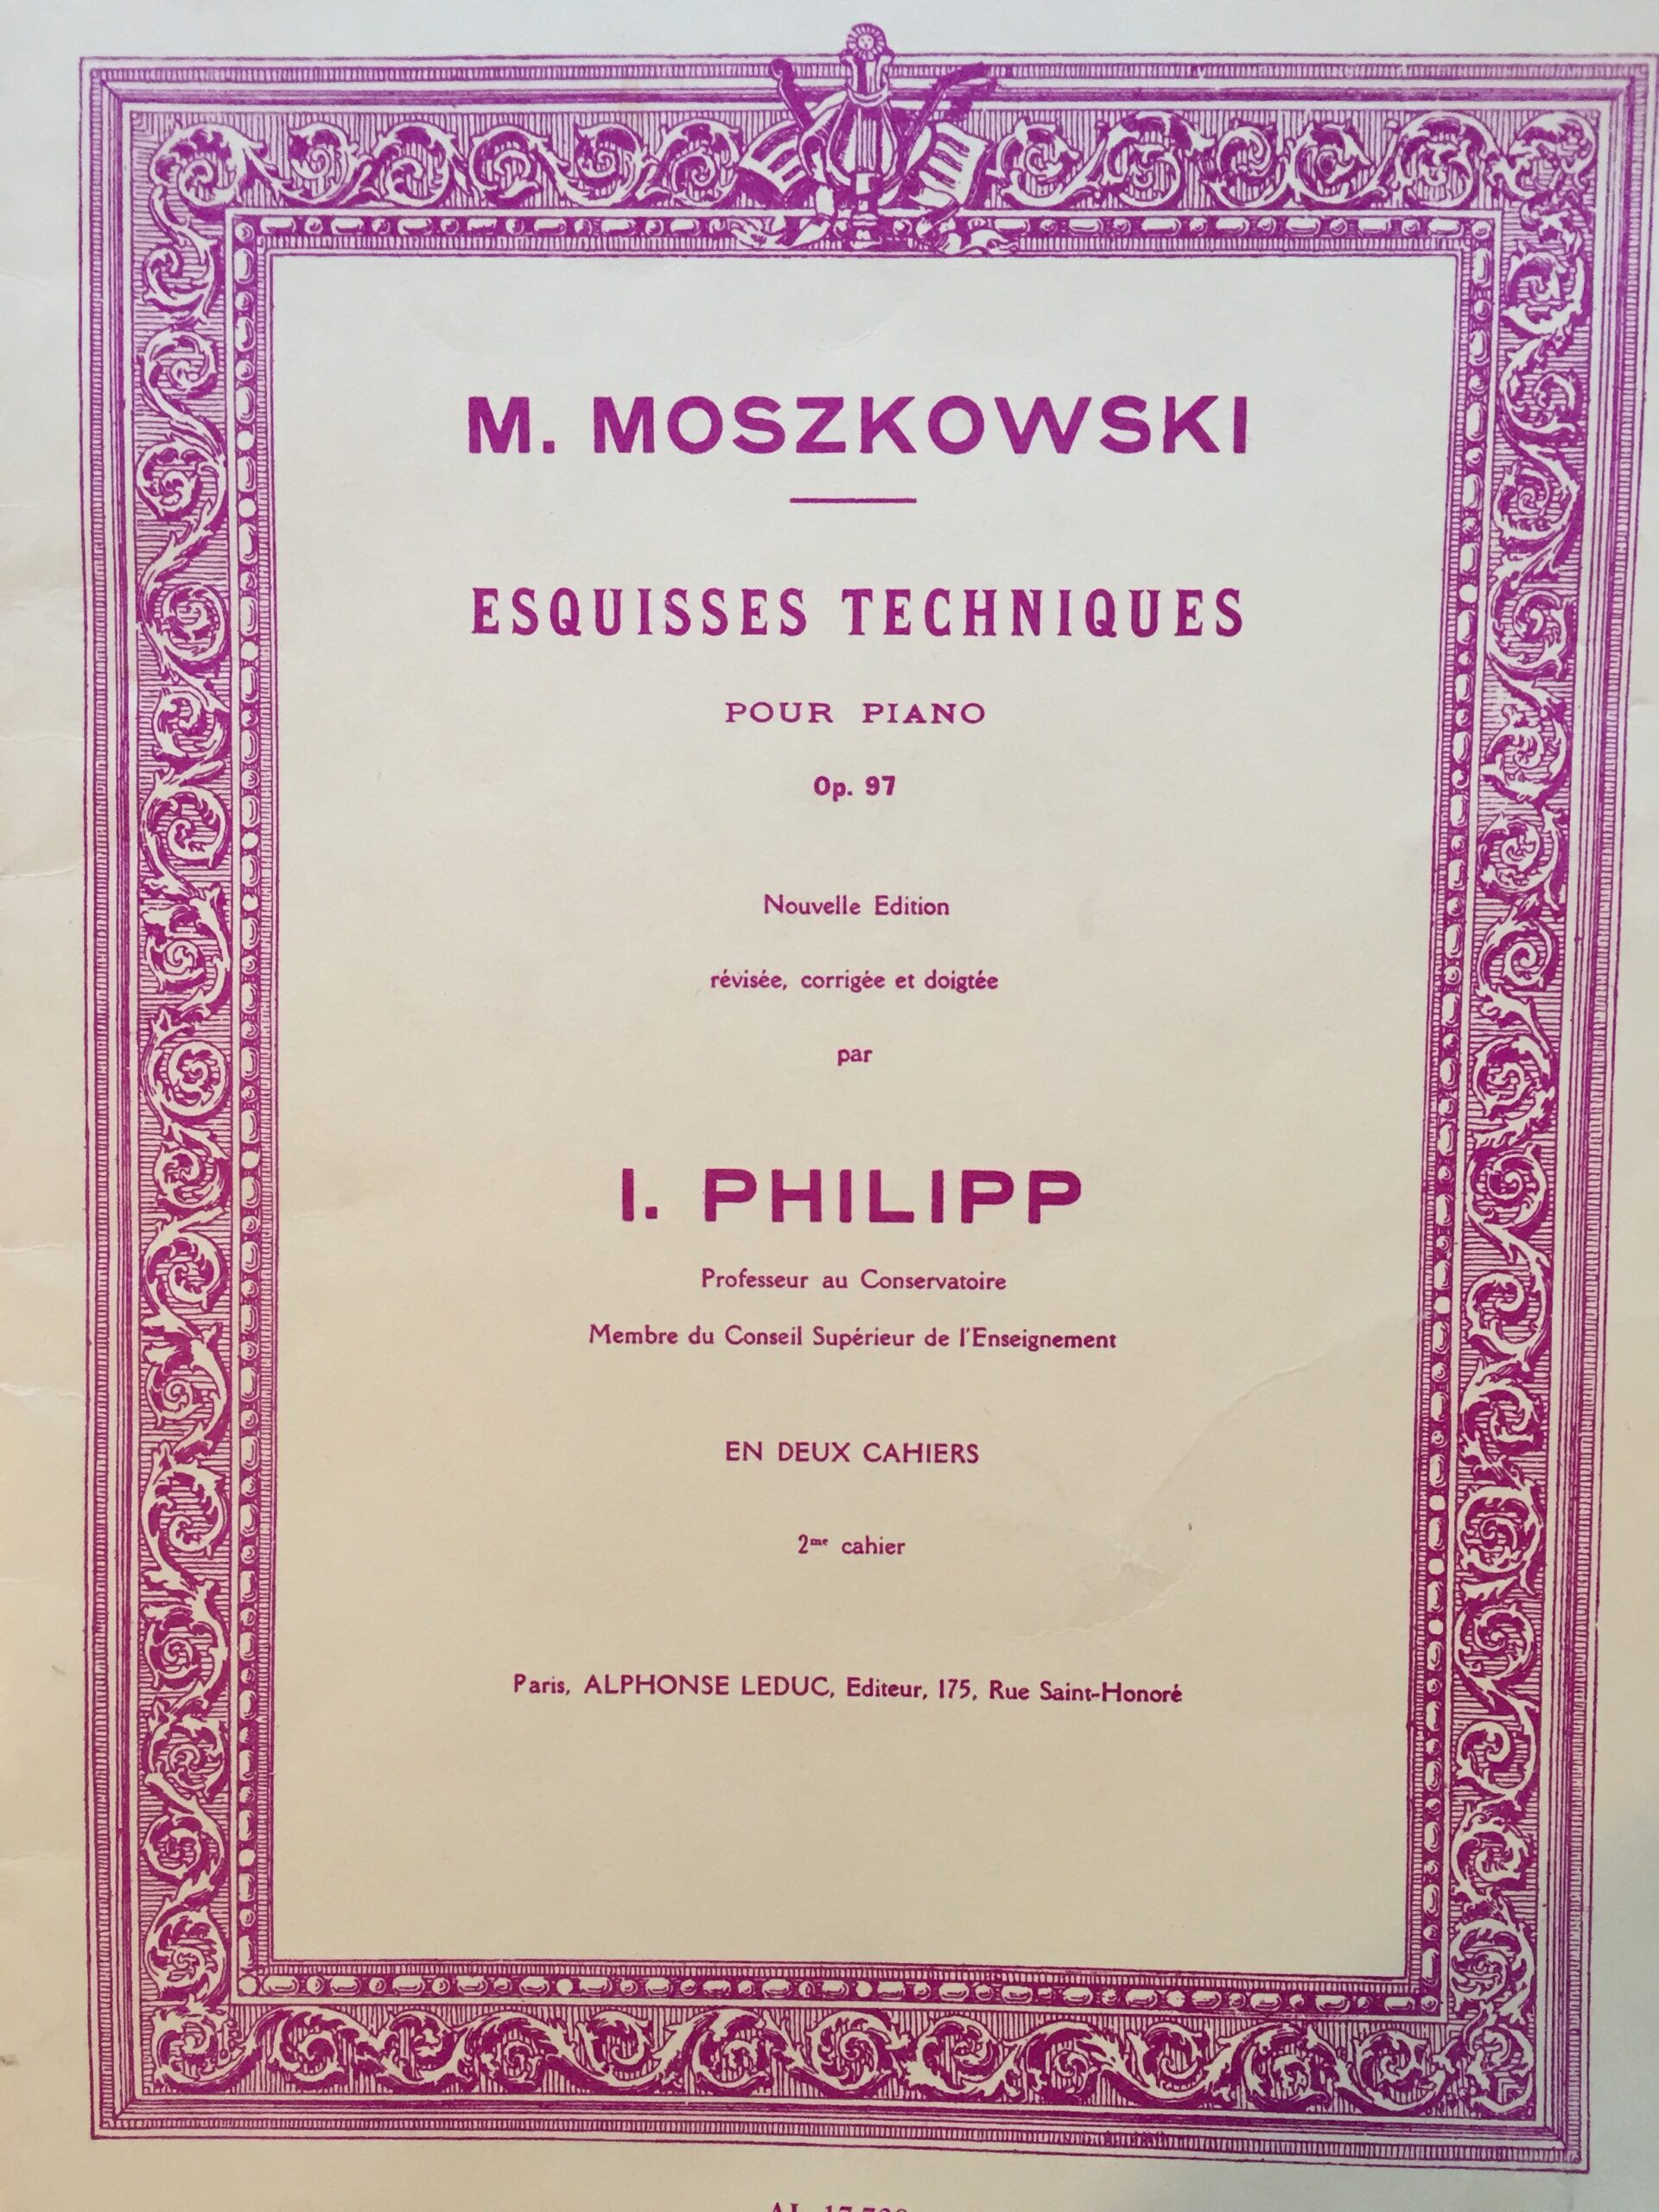 M. MOSZKOWSKI
ESQUISSES TECHNIQUES
POUR PIANO
Op. 97
Nouvelle Edition
révisée, corrigée et doigtée
par
I. PHILIPP
Professeur au Conservatoire
Membre du Conseil Supérieur de l'Enseignement
EN DEUX CAHIERS
2me cahier
Paris, ALPHONSE LEDUC, Editeur, 175, Rue Saint-Honoré